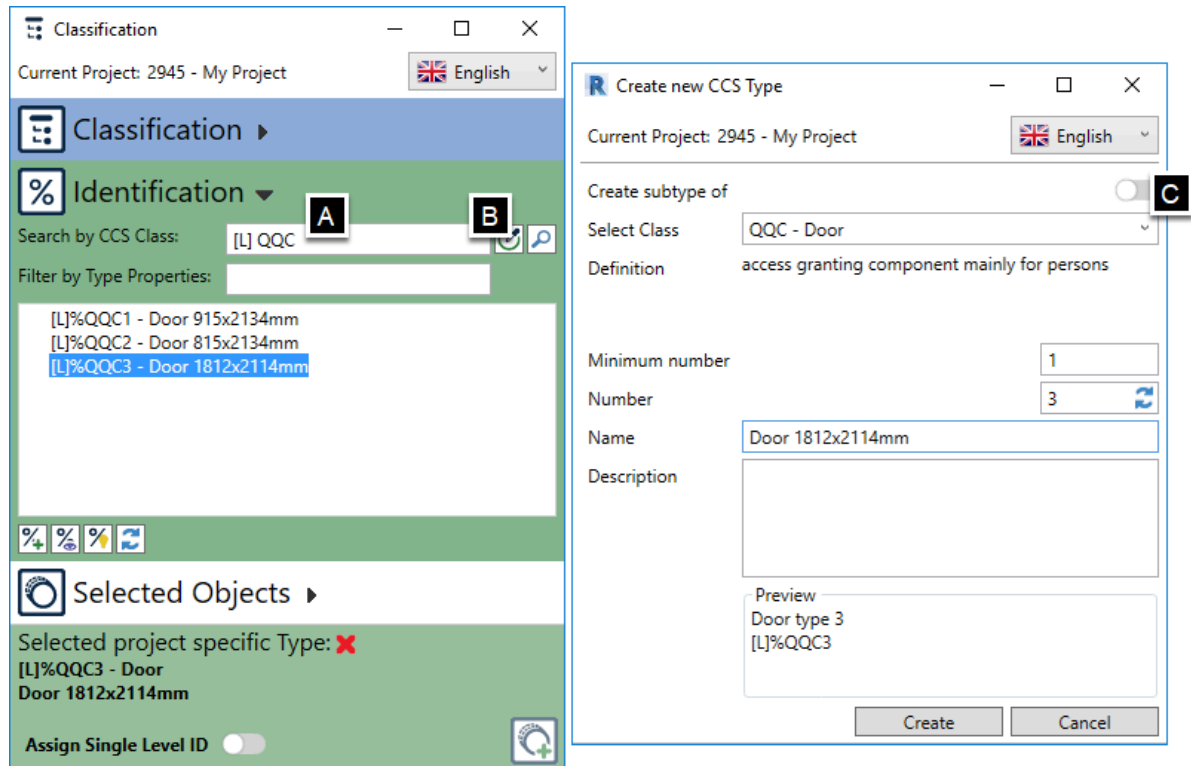 Classification
Current Project: 2945 - My Project
English
Classification
% Identification
A
B
Search by CCS Class:
[L] QQC
Filter by Type Properties:
[L]%QQC1 - Door 915x2134mm
[L]%QQC2 - Door 815x2134mm
[L]%QQC3 - Door 1812x2114mm
Selected Objects
Selected project specific Type:
[L]%QQC3 - Door
Door 1812x2114mm
Assign Single Level ID
R Create new CCS Type
Current Project: 2945 - My Project
English
Create subtype of
C
Select Class
QQC - Door
Definition
access granting component mainly for persons
Minimum number
1
Number
3
Name
Door 1812x2114mm
Description
Preview
Door type 3
[L]%QQC3
Create
Cancel